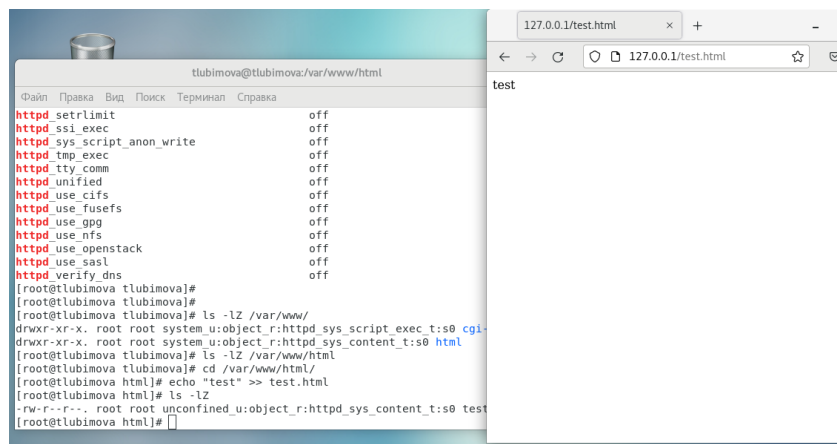 tlubimova@tlubimova:/var/www/html
Файл Правка Вид Поиск Терминал Справка
httpd_setrlimit off
httpd_ssi_exec off
httpd_sys_script_anon_write off
httpd_tmp_exec off
httpd_tty_comm off
httpd_unified off
httpd_use_cifs off
httpd_use_fusefs off
httpd_use_gpg off
httpd_use_nfs off
httpd_use_openstack off
httpd_use_sasl off
httpd_verify_dns off
[root@tlubimova tlubimova]#
[root@tlubimova tlubimova]#
[root@tlubimova tlubimova]# ls -lZ /var/www/
drwxr-xr-x. root root system_u:object_r:httpd_sys_script_exec_t:s0 cgi-
drwxr-xr-x. root root system_u:object_r:httpd_sys_content_t:s0 html
[root@tlubimova tlubimova]# ls -lZ /var/www/html
[root@tlubimova tlubimova]# cd /var/www/html/
[root@tlubimova html]# echo "test" >> test.html
[root@tlubimova html]# ls -lZ
-rw-r--r--. root root unconfined_u:object_r:httpd_sys_content_t:s0 test
[root@tlubimova html]#
127.0.0.1/test.html × +
127.0.0.1/test.html
test